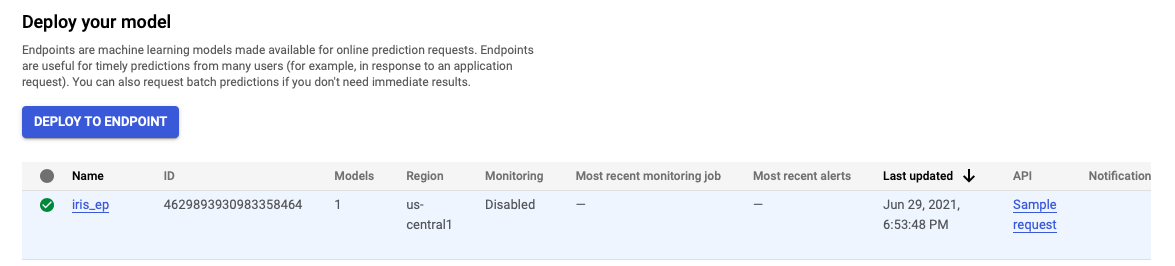 Deploy your model
Endpoints are machine learning models made available for online prediction requests. Endpoints
are useful for timely predictions from many users (for example, in response to an application
request). You can also request batch predictions if you don't need immediate results.
DEPLOY TO ENDPOINT
Name ID Models Region Monitoring Most recent monitoring job Most recent alerts Last updated API Notification
iris_ep 4629893930983358464 1 us- Disabled — — Jun 29, 2021, Sample
central1 6:53:48 PM request